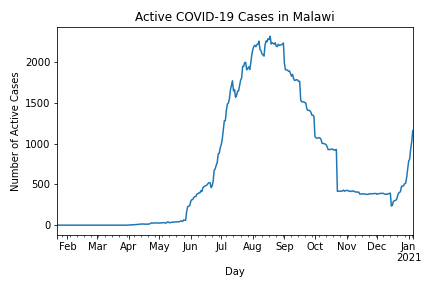 Active COVID-19 Cases in Malawi
Number of Active Cases
2000
1500
1000
500
0
Feb Mar Apr May Jun Jul Aug Sep Oct Nov Dec Jan
2021
Day